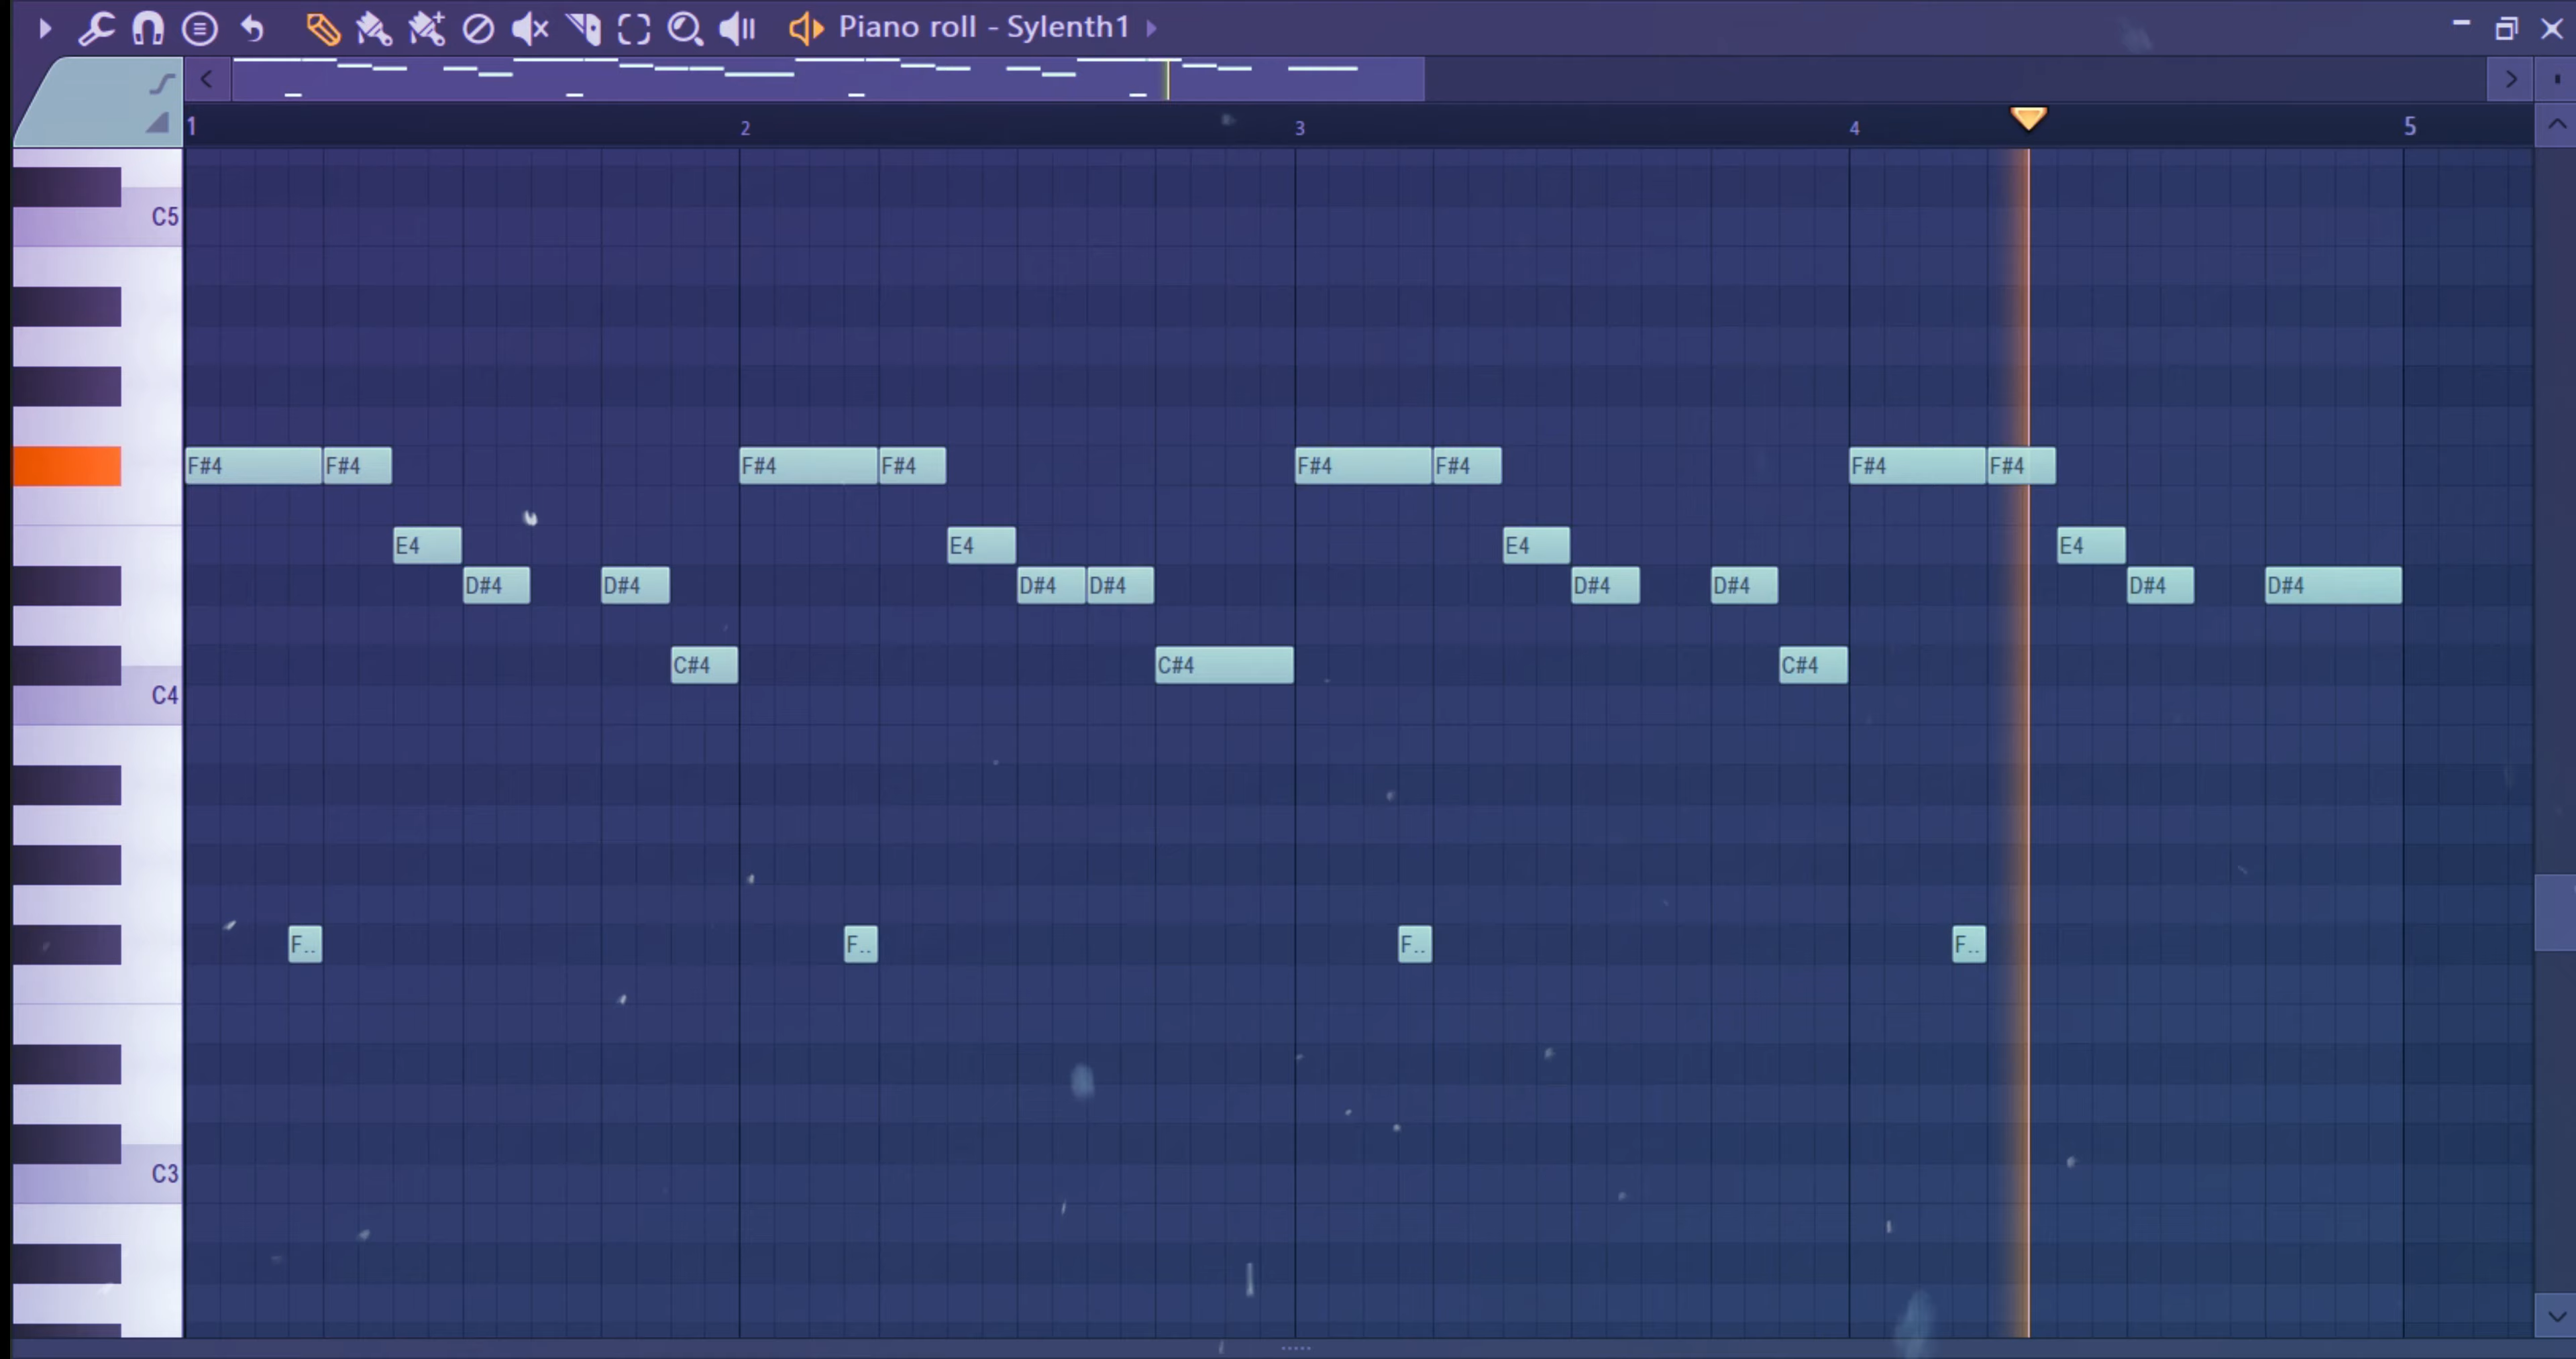 Piano roll - Sylenth1
1 2 3 4 5
C5
F#4 F#4 F#4 F#4 F#4 F#4 F#4 F#4
E4 E4 E4 E4
D#4 D#4 D#4 D#4 D#4 D#4 D#4 D#4
C#4 C#4 C#4
C4
F.. F.. F.. F..
C3